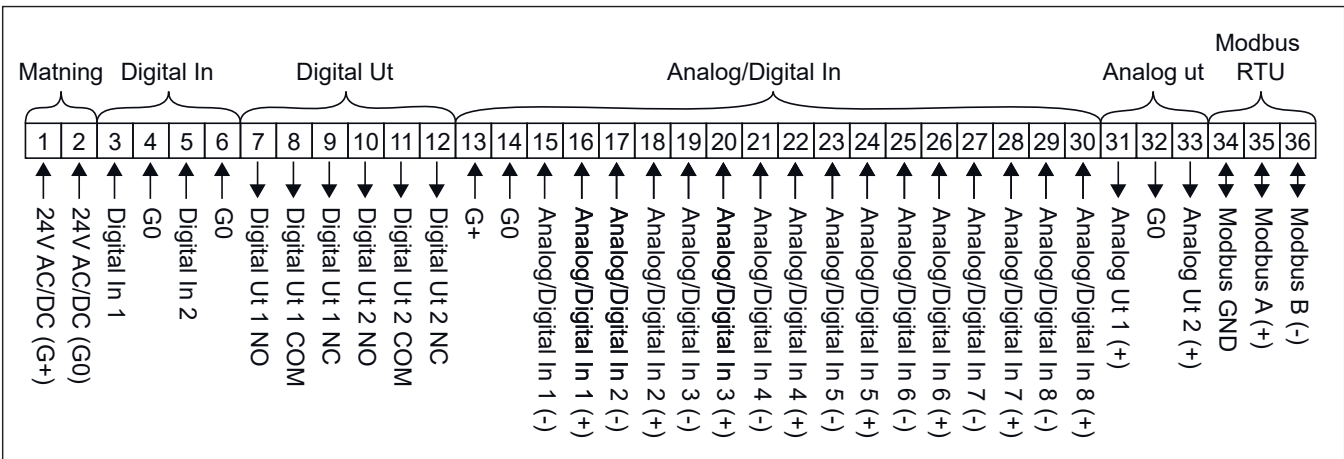 Modbus
Matning Digital In Digital Ut Analog/Digital In Analog ut RTU
1 2 3 4 5 6 7 8 9 10 11 12 13 14 15 16 17 18 19 20 21 22 23 24 25 26 27 28 29 30 31 32 33 34 35 36
24V AC/DC (G+)
24V AC/DC (G0)
Digital In 1
G0
Digital In 2
G0
Digital Ut 1 NO
Digital Ut 1 COM
Digital Ut 1 NC
Digital Ut 2 NO
Digital Ut 2 COM
Digital Ut 2 NC
G+
G0
Analog/Digital In 1 (-)
Analog/Digital In 1 (+)
Analog/Digital In 2 (-)
Analog/Digital In 2 (+)
Analog/Digital In 3 (-)
Analog/Digital In 3 (+)
Analog/Digital In 4 (-)
Analog/Digital In 4 (+)
Analog/Digital In 5 (-)
Analog/Digital In 5 (+)
Analog/Digital In 6 (-)
Analog/Digital In 6 (+)
Analog/Digital In 7 (-)
Analog/Digital In 7 (+)
Analog/Digital In 8 (-)
Analog/Digital In 8 (+)
Analog Ut 1 (+)
G0
Analog Ut 2 (+)
Modbus GND
Modbus A (+)
Modbus B (-)